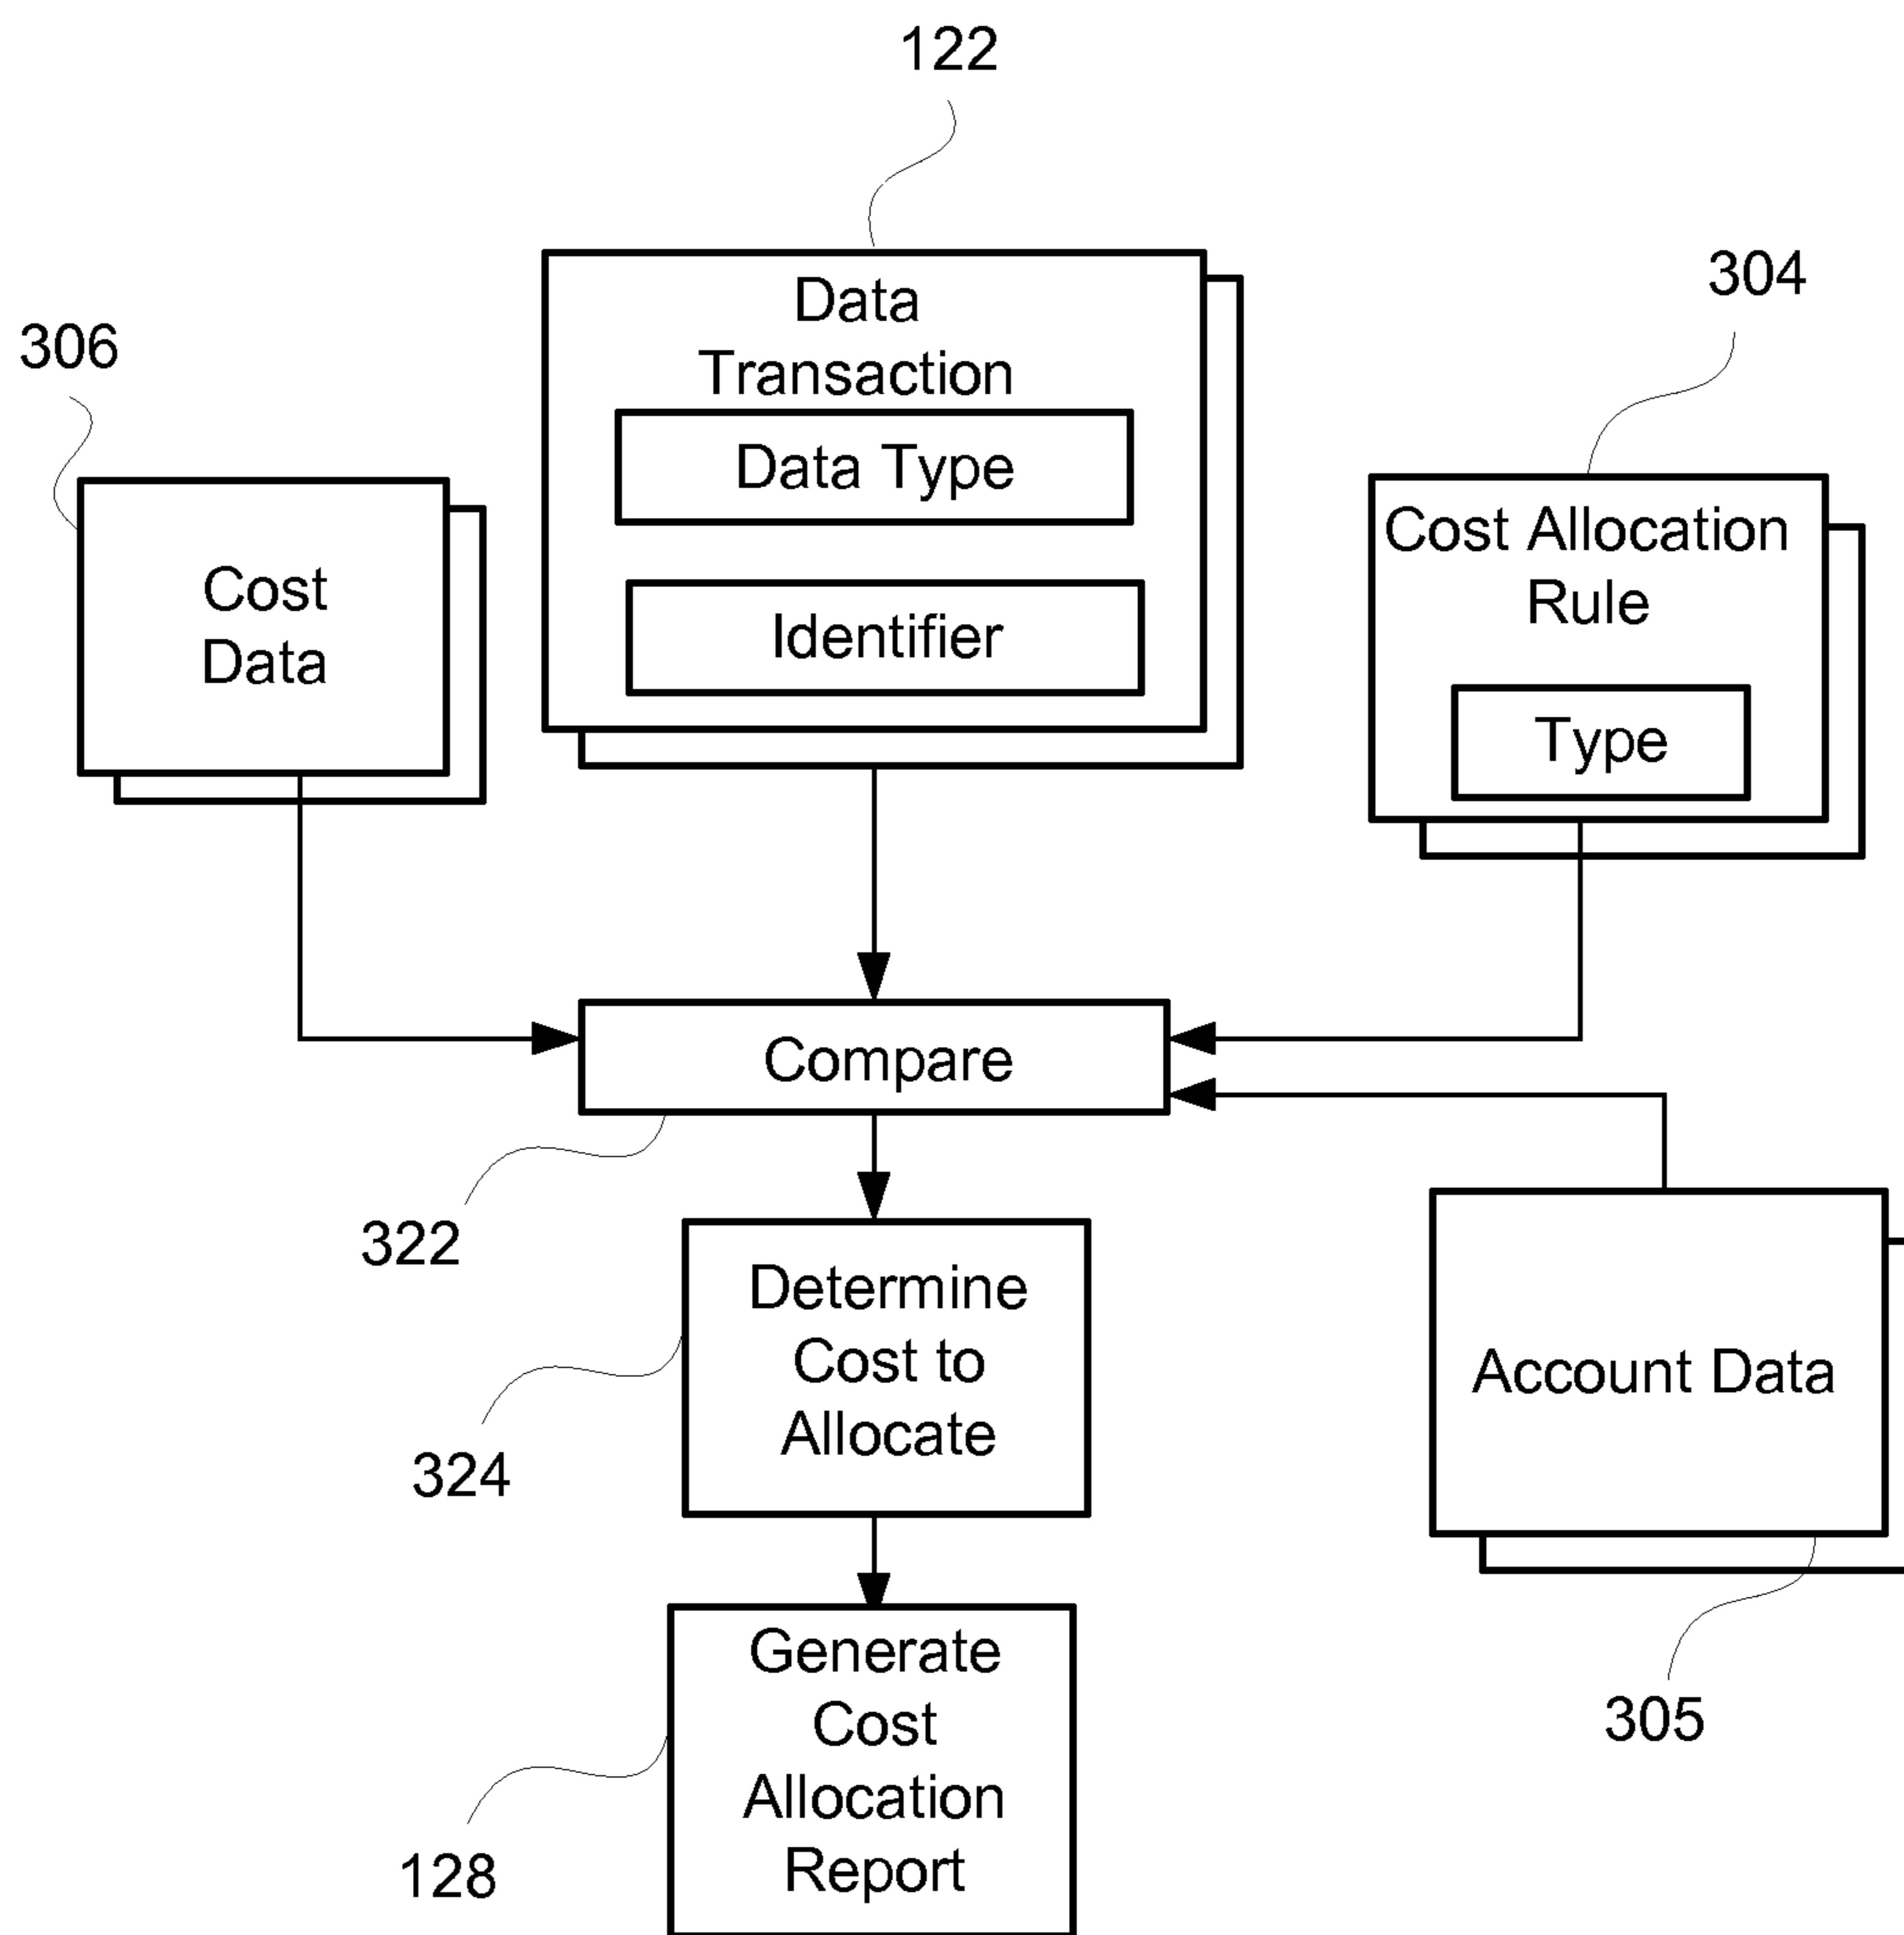 122
304
306
Data
Transaction
Data Type
Identifier
Cost
Data
Cost Allocation
Rule
Type
Compare
322
Determine
Cost to
Allocate
324
Account Data
305
Generate
Cost
Allocation
Report
128